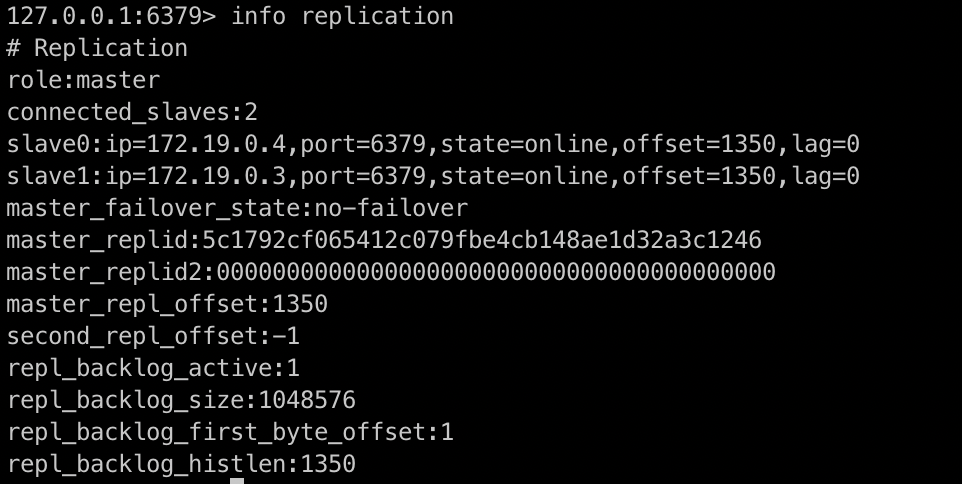 127.0.0.1:6379> info replication
# Replication
role:master
connected_slaves:2
slave0:ip=172.19.0.4,port=6379,state=online,offset=1350,lag=0
slave1:ip=172.19.0.3,port=6379,state=online,offset=1350,lag=0
master_failover_state:no-failover
master_replid:5c1792cf065412c079fbe4cb148ae1d32a3c1246
master_replid2:0000000000000000000000000000000000000000
master_repl_offset:1350
second_repl_offset:-1
repl_backlog_active:1
repl_backlog_size:1048576
repl_backlog_first_byte_offset:1
repl_backlog_histlen:1350